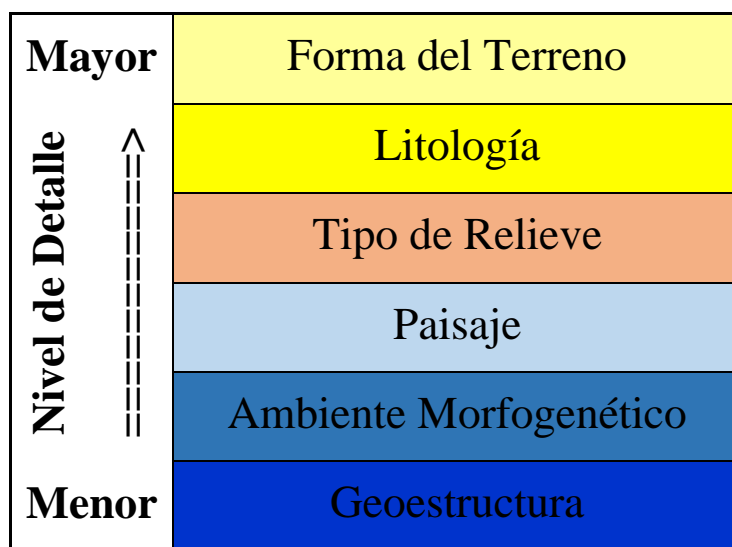 Mayor
Forma del Terreno
Litología
Tipo de Relieve
Paisaje
Ambiente Morfogenético
Nivel de Detalle
==============>
Menor
Geoestructura